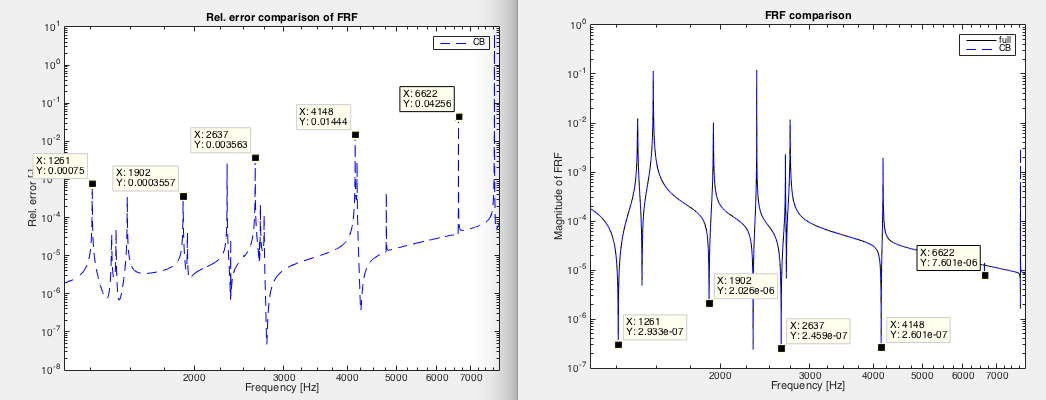 Rel. error comparison of FRF
10^1
10^0
10^-1
10^-2
10^-3
10^-4
10^-5
10^-6
10^-7
10^-8
Rel. error
CB
X: 1261
Y: 0.00075
X: 1902
Y: 0.0003557
X: 2637
Y: 0.003563
X: 4148
Y: 0.01444
X: 6622
Y: 0.04256
2000
3000
4000
5000
6000
7000
Frequency [Hz]
FRF comparison
10^0
10^-1
10^-2
10^-3
10^-4
10^-5
10^-6
10^-7
Magnitude of FRF
full
CB
X: 1261
Y: 2.933e-07
X: 1902
Y: 2.026e-06
X: 2637
Y: 2.459e-07
X: 4148
Y: 2.601e-07
X: 6622
Y: 7.601e-06
2000
3000
4000
5000
6000
7000
Frequency [Hz]